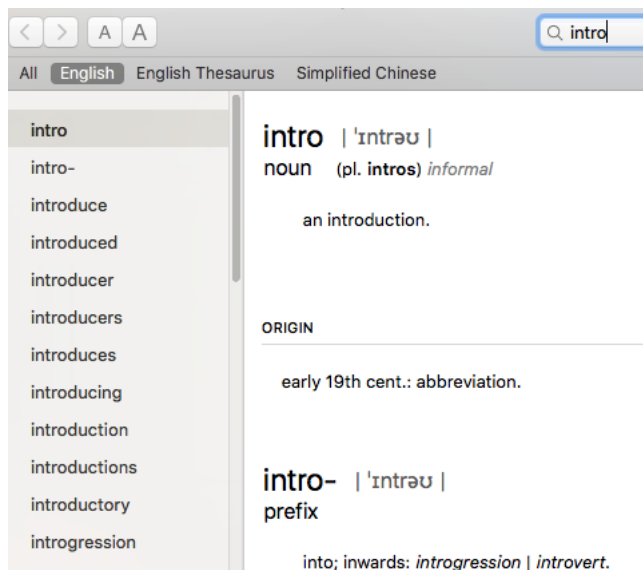 A A
intro
All English English Thesaurus Simplified Chinese
intro
intro-
introduce
introduced
introducer
introducers
introduces
introducing
introduction
introductions
introductory
introgression
intro | ˈɪntrəʊ |
noun (pl. intros) informal
an introduction.
ORIGIN
early 19th cent.: abbreviation.
intro- | ˈɪntrəʊ |
prefix
into; inwards: introgression | introvert.